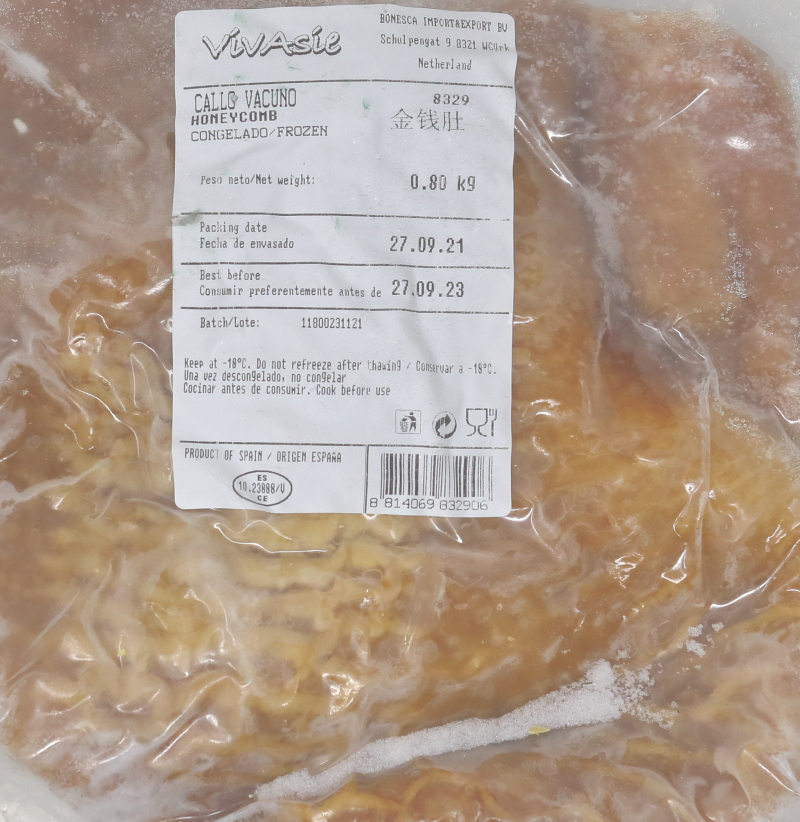 VivAsie
BONESCA IMPORT&EXPORT BV
Schulpengat 9 8321 WCUrk
Netherland
CALLO VACUNO
HONEYCOMB
CONGELADO/FROZEN
8329
金钱肚
Peso neto/Net weight: 0.80 kg
Packing date
Fecha de envasado 27.09.21
Best before
Consumir preferentemente antes de 27.09.23
Batch/Lote: 11800231121
Keep at -18°C. Do not refreeze after thawing / Conservar a -18°C.
Una vez descongelado, no congelar
Cocinar antes de consumir. Cook before use
PRODUCT OF SPAIN / ORIGEN ESPAÑA
ES
10.23888/V
CE
8 814069 832906